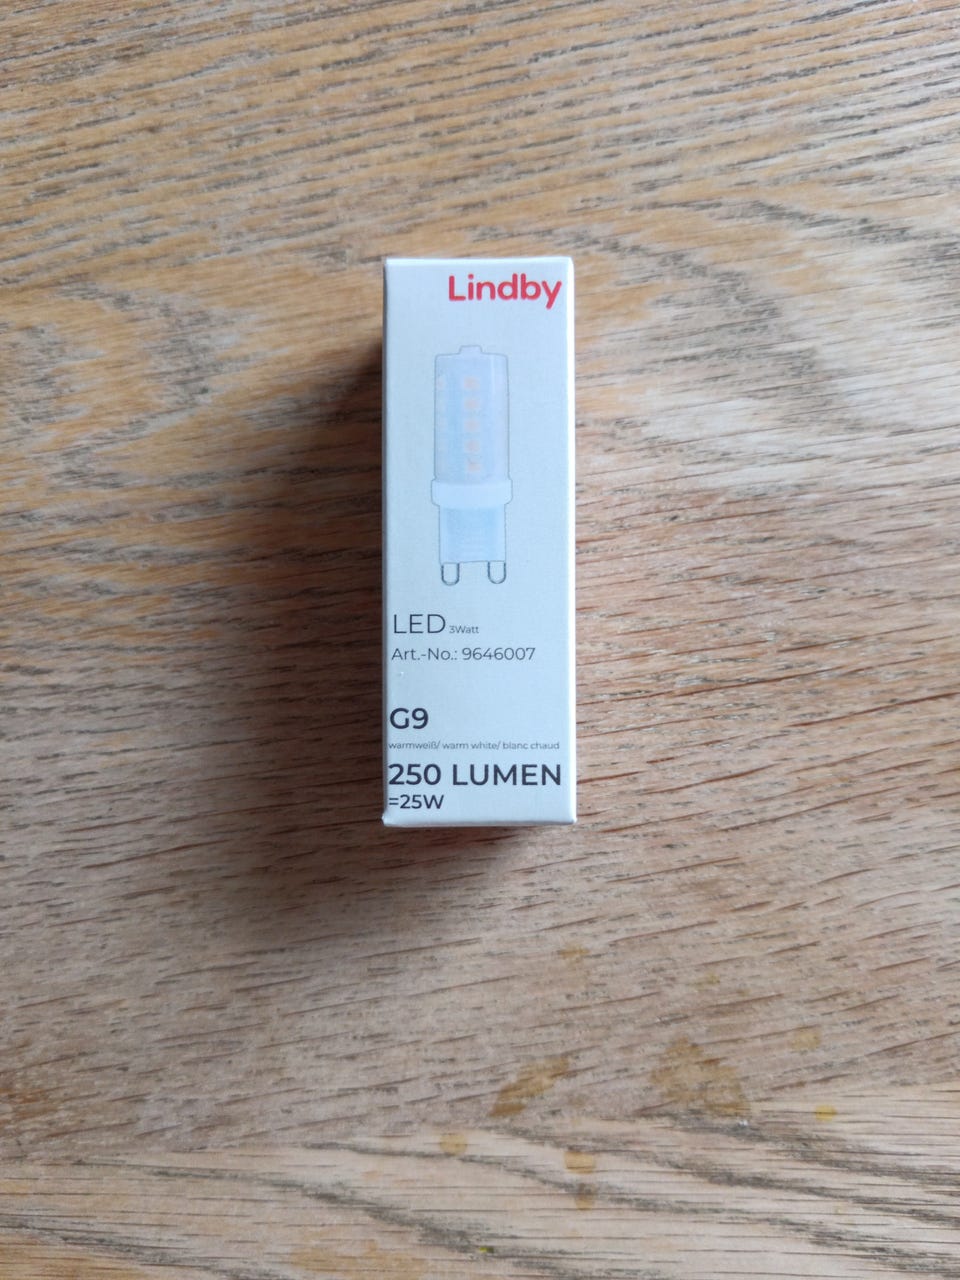 Lindby
LED 3Watt
Art.-No.: 9646007
G9
warmweiß/ warm white/ blanc chaud
250 LUMEN
=25W